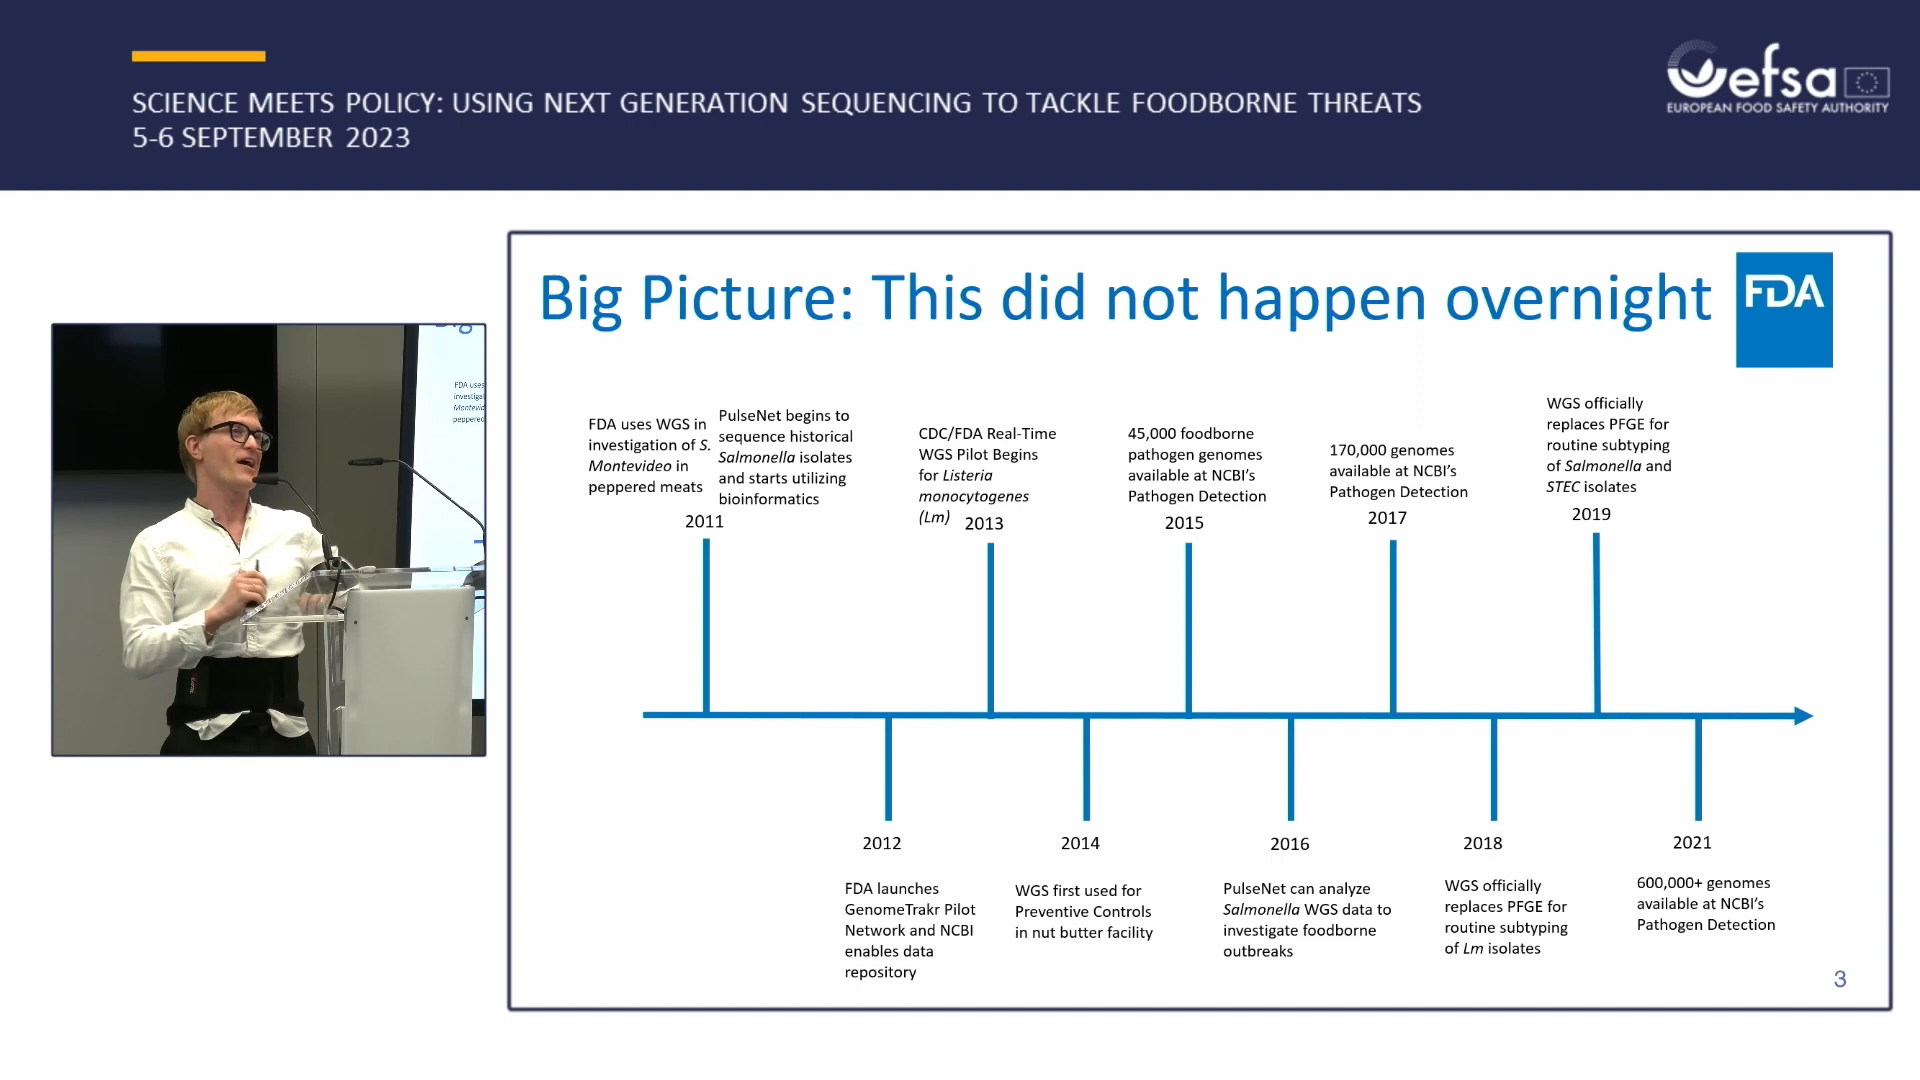 SCIENCE MEETS POLICY: USING NEXT GENERATION SEQUENCING TO TACKLE FOODBORNE THREATS
5-6 SEPTEMBER 2023
efsa
EUROPEAN FOOD SAFETY AUTHORITY
Big Picture: This did not happen overnight
FDA
FDA uses WGS in
investigation of S.
Montevideo in
peppered meats
PulseNet begins to
sequence historical
Salmonella isolates
and starts utilizing
bioinformatics
2011
CDC/FDA Real-Time
WGS Pilot Begins
for Listeria
monocytogenes
(Lm)
2013
45,000 foodborne
pathogen genomes
available at NCBI's
Pathogen Detection
2015
170,000 genomes
available at NCBI's
Pathogen Detection
2017
WGS officially
replaces PFGE for
routine subtyping
of Salmonella and
STEC isolates
2019
2012
FDA launches
GenomeTrakr Pilot
Network and NCBI
enables data
repository
2014
WGS first used for
Preventive Controls
in nut butter facility
2016
PulseNet can analyze
Salmonella WGS data to
investigate foodborne
outbreaks
2018
WGS officially
replaces PFGE for
routine subtyping
of Lm isolates
2021
600,000+ genomes
available at NCBI's
Pathogen Detection
3
FDA uses
investigat
Montevid
peppered